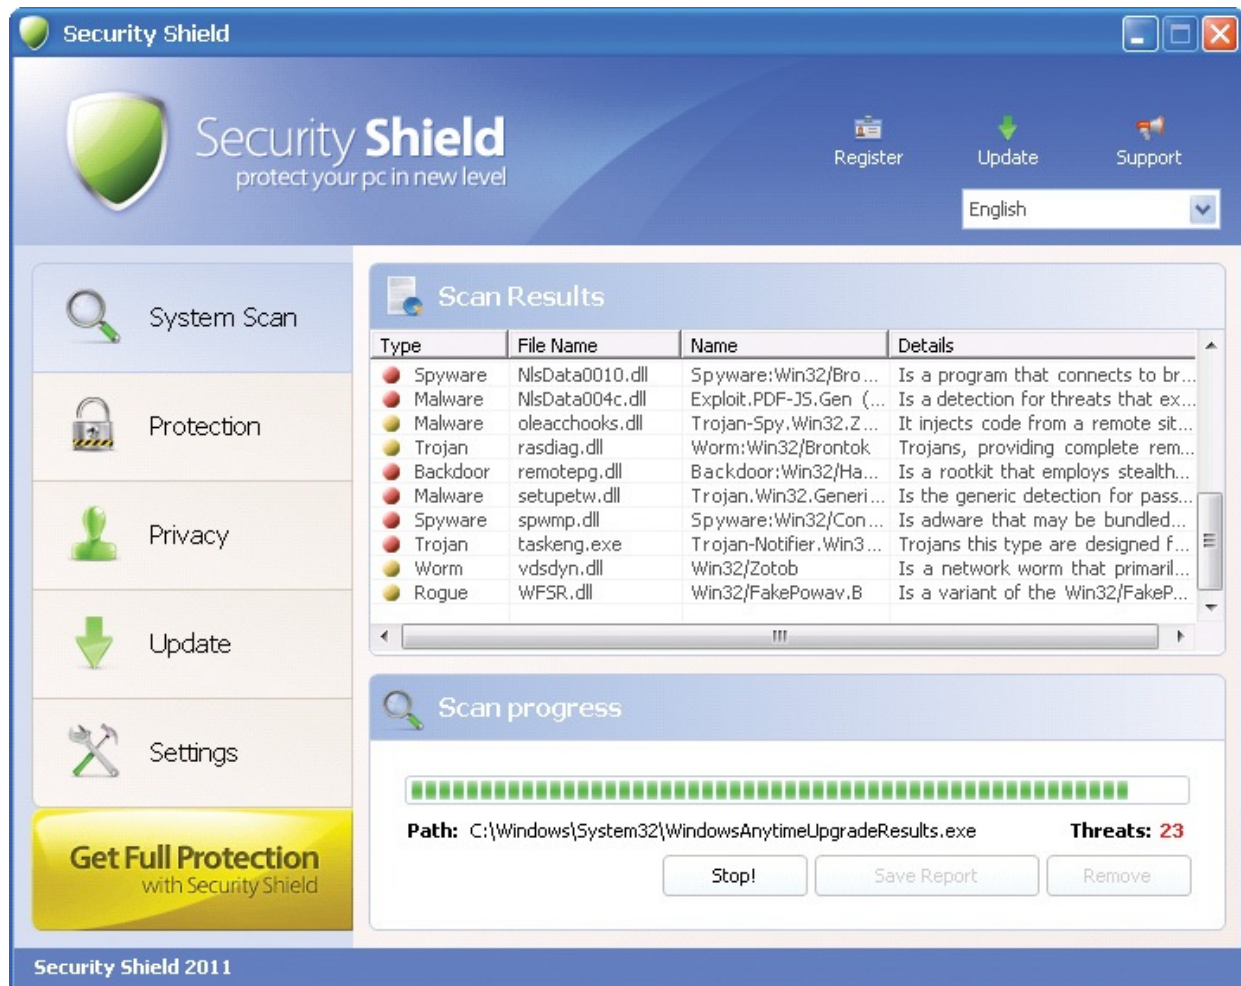 Security Shield
Security Shield
protect your pc in new level
Register Update Support
English
System Scan
Protection
Privacy
Update
Settings
Get Full Protection
with Security Shield
Scan Results
Type File Name Name Details
Spyware NlsData0010.dll Spyware:Win32/Bro... Is a program that connects to br...
Malware NlsData004c.dll Exploit.PDF-JS.Gen (... Is a detection for threats that ex...
Malware oleacchooks.dll Trojan-Spy.Win32.Z... It injects code from a remote sit...
Trojan rasdiag.dll Worm:Win32/Brontok Trojans, providing complete rem...
Backdoor remotepg.dll Backdoor:Win32/Ha... Is a rootkit that employs stealth...
Malware setupetw.dll Trojan.Win32.Generi... Is the generic detection for pass...
Spyware spwmp.dll Spyware:Win32/Con... Is adware that may be bundled...
Trojan taskeng.exe Trojan-Notifier.Win3... Trojans this type are designed f...
Worm vdsdyn.dll Win32/Zotob Is a network worm that primaril...
Rogue WFSR.dll Win32/FakePowav.B Is a variant of the Win32/FakeP...
Scan progress
Path: C:\Windows\System32\WindowsAnytimeUpgradeResults.exe Threats: 23
Stop! Save Report Remove
Security Shield 2011